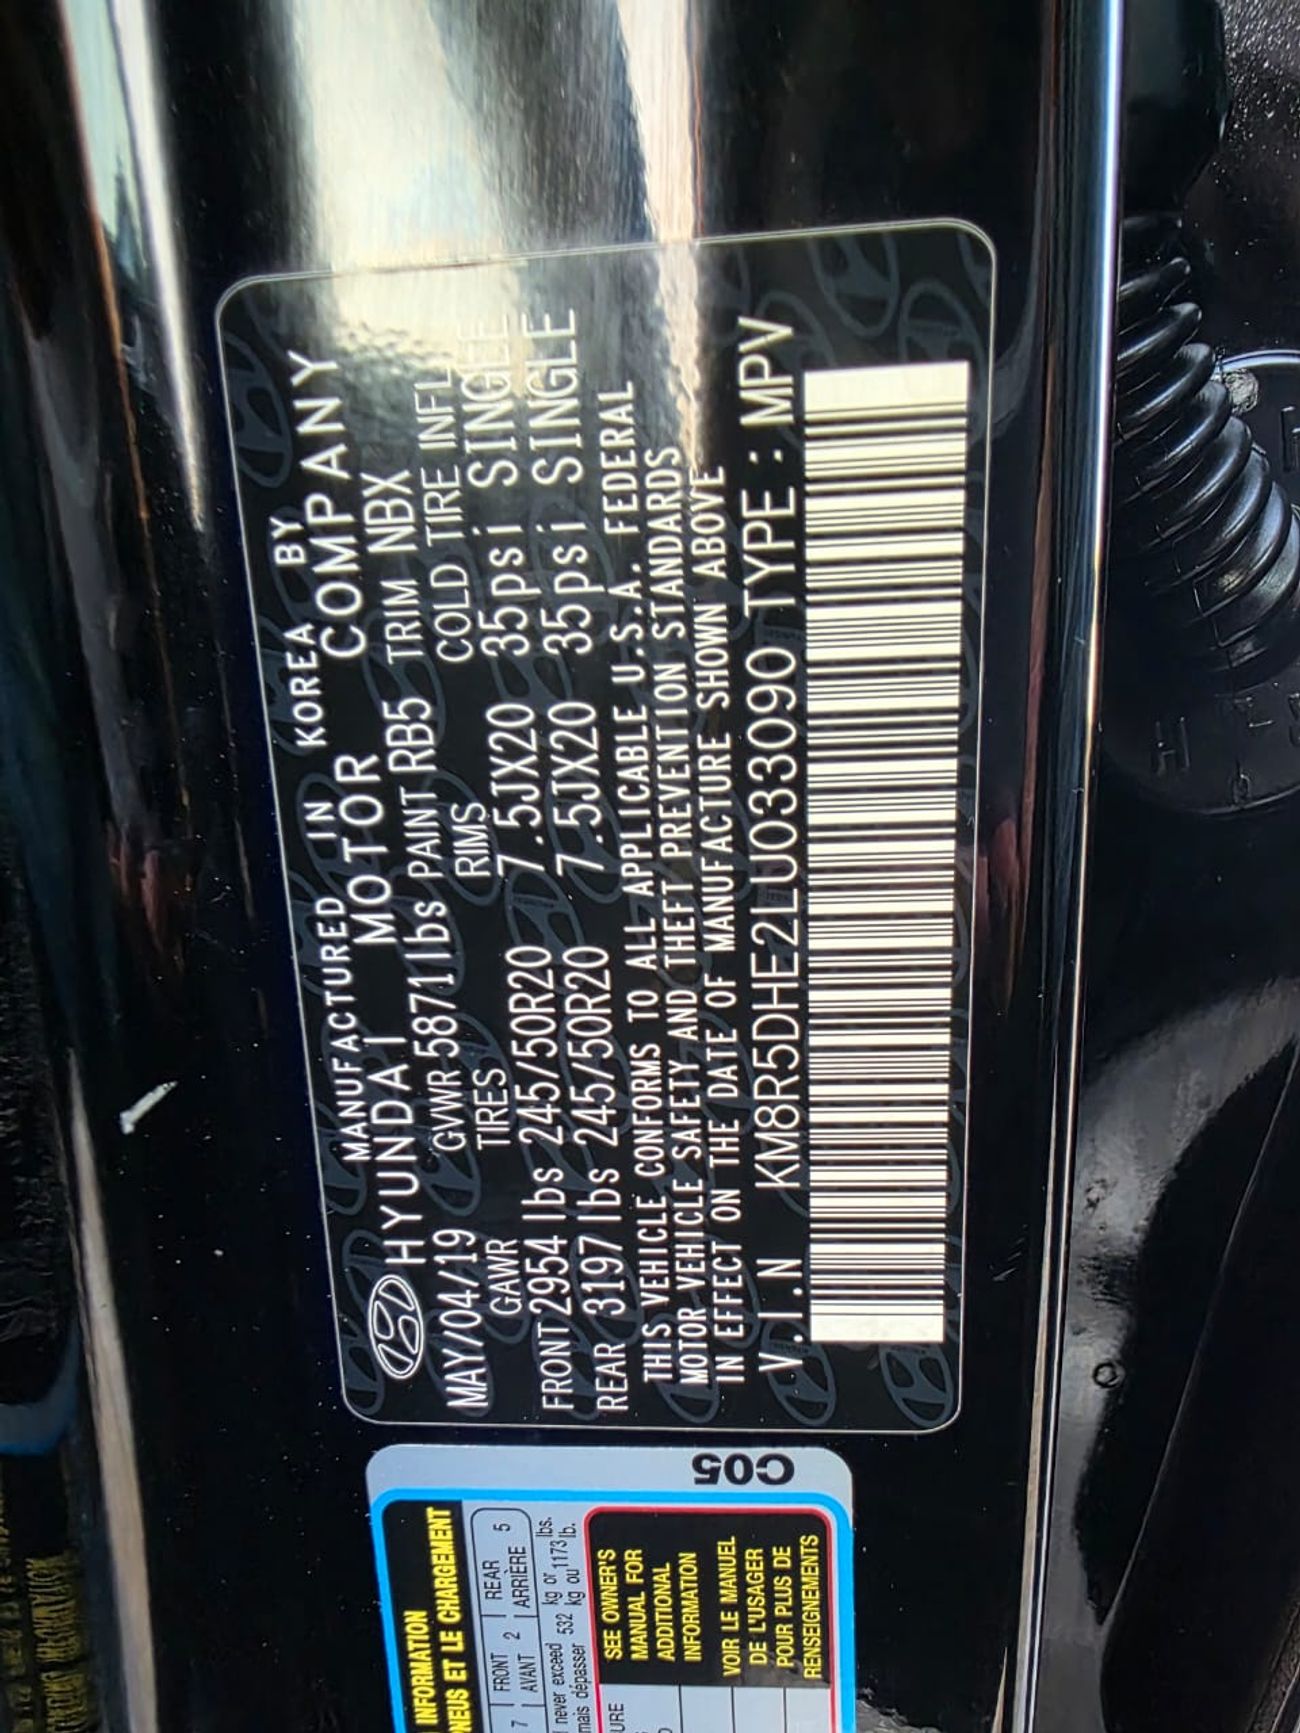 MANUFACTURED IN KOREA BY
HYUNDAI MOTOR COMPANY
MAY/04/19 GVWR 5871lbs PAINT RB5 TRIM NBX
GAWR TIRES RIMS COLD TIRE INFL
FRONT 2954 lbs 245/50R20 7.5JX20 35psi SINGLE
REAR 3197 lbs 245/50R20 7.5JX20 35psi SINGLE
THIS VEHICLE CONFORMS TO ALL APPLICABLE U.S.A. FEDERAL
MOTOR VEHICLE SAFETY AND THEFT PREVENTION STANDARDS
IN EFFECT ON THE DATE OF MANUFACTURE SHOWN ABOVE
V.I.N KM8R5DHE2LU033090 TYPE : MPV
C05
INFORMATION
NEUS ET LE CHARGEMENT
7 FRONT 2 REAR 5
AVANT ARRIÈRE
never exceed 532 kg or 1173 lbs.
mais dépasser kg ou lb.
SEE OWNER'S
MANUAL FOR
ADDITIONAL
INFORMATION
VOIR LE MANUEL
DE L'USAGER
POUR PLUS DE
RENSEIGNEMENTS